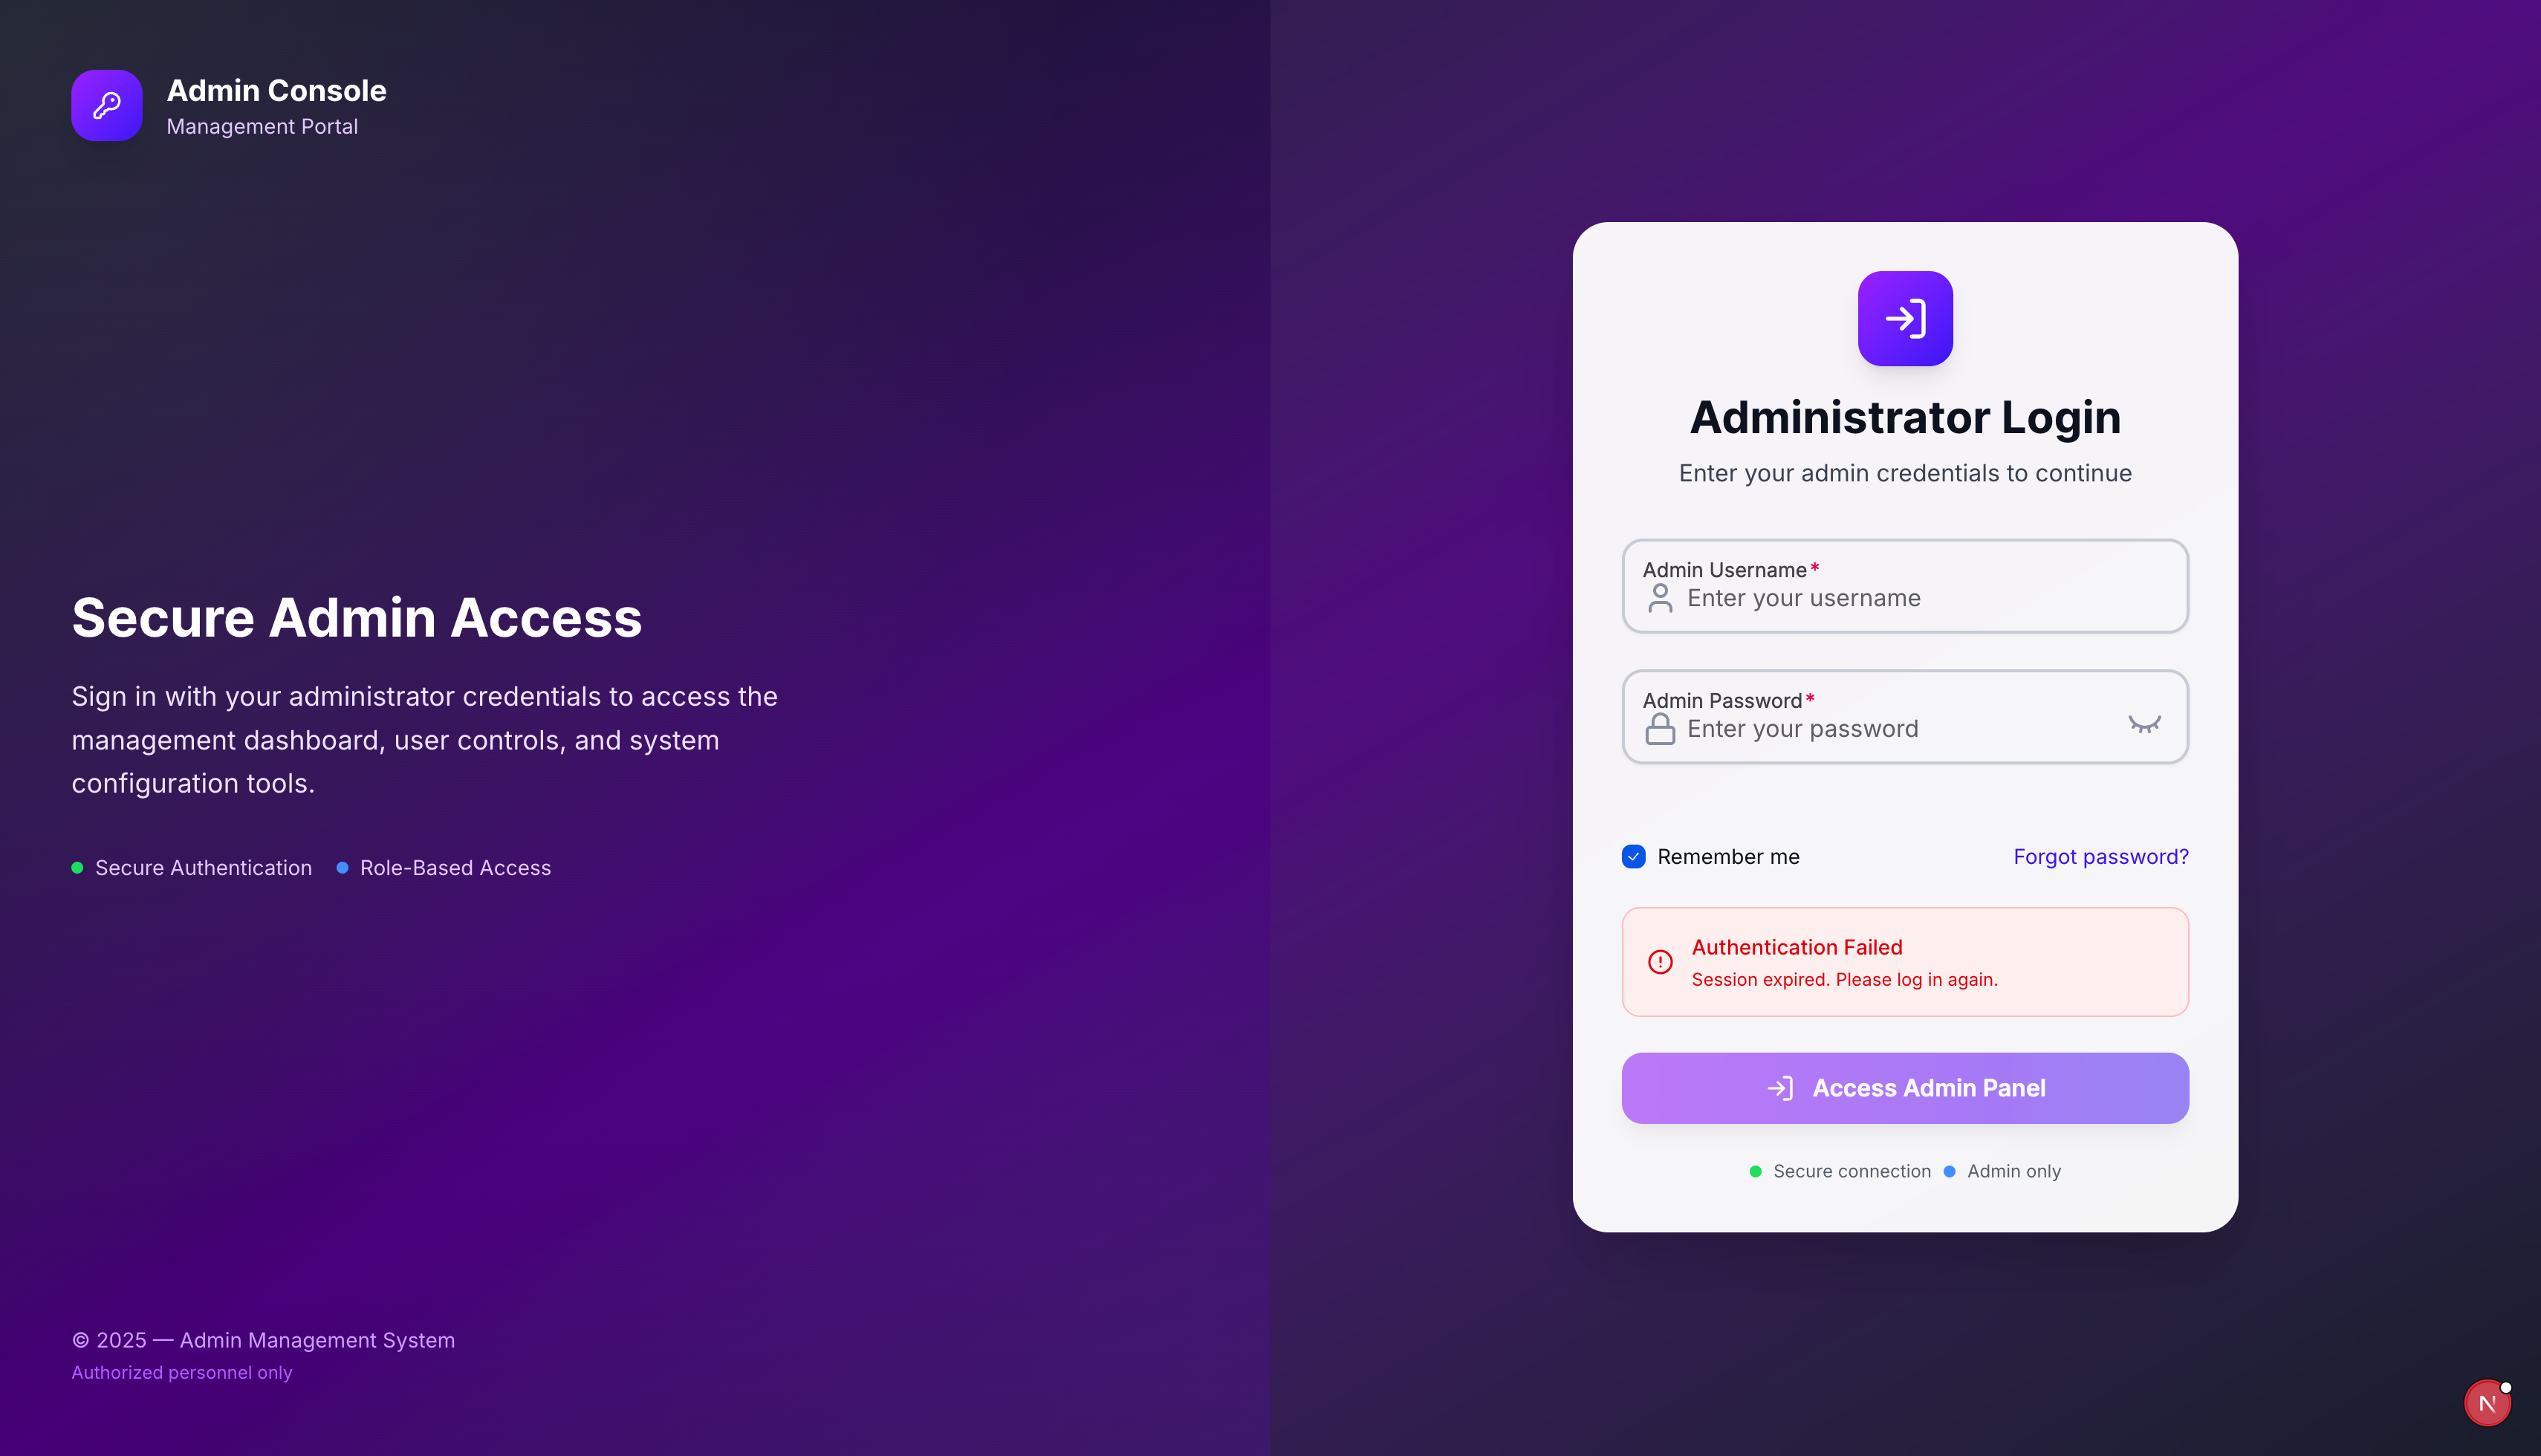 Admin Console
Management Portal
Secure Admin Access
Sign in with your administrator credentials to access the
management dashboard, user controls, and system
configuration tools.
Secure Authentication
Role-Based Access
© 2025 — Admin Management System
Authorized personnel only
Administrator Login
Enter your admin credentials to continue
Admin Username*
Enter your username
Admin Password*
Enter your password
Remember me
Forgot password?
Authentication Failed
Session expired. Please log in again.
Access Admin Panel
Secure connection
Admin only
N